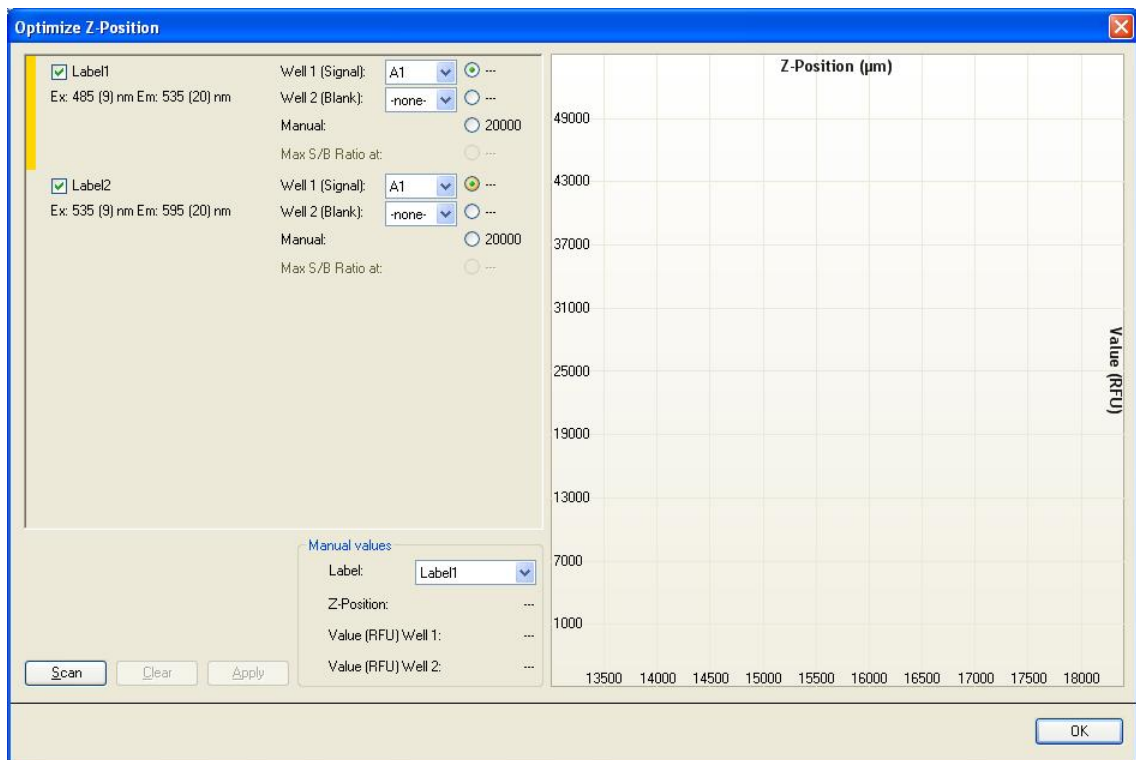 Optimize Z-Position
Label1 Well 1 (Signal): A1 ---
Ex: 485 (9) nm Em: 535 (20) nm Well 2 (Blank): -none- ---
Manual: 20000
Max S/B Ratio at: ---
Label2 Well 1 (Signal): A1 ---
Ex: 535 (9) nm Em: 595 (20) nm Well 2 (Blank): -none- ---
Manual: 20000
Max S/B Ratio at: ---
Manual values
Label: Label1
Z-Position: ---
Value (RFU) Well 1: ---
Value (RFU) Well 2: ---
Scan Clear Apply
Z-Position (µm)
49000
43000
37000
31000
25000
19000
13000
7000
1000
Value (RFU)
13500 14000 14500 15000 15500 16000 16500 17000 17500 18000
OK